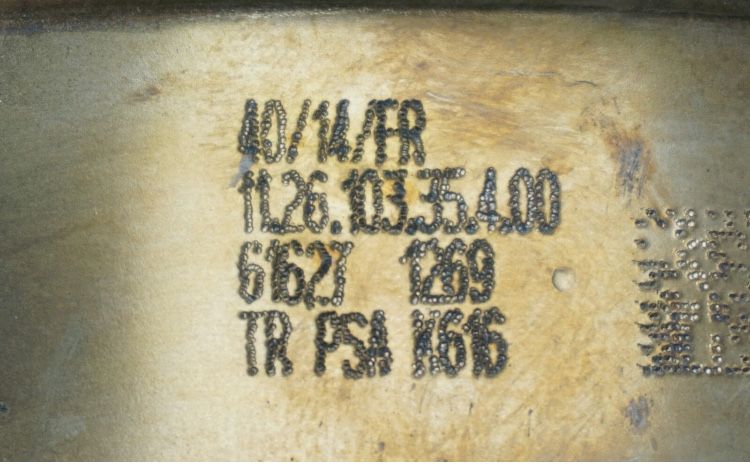 40/14/FR
11.26.103.35.4.00
61627 1269
TR PSA K616